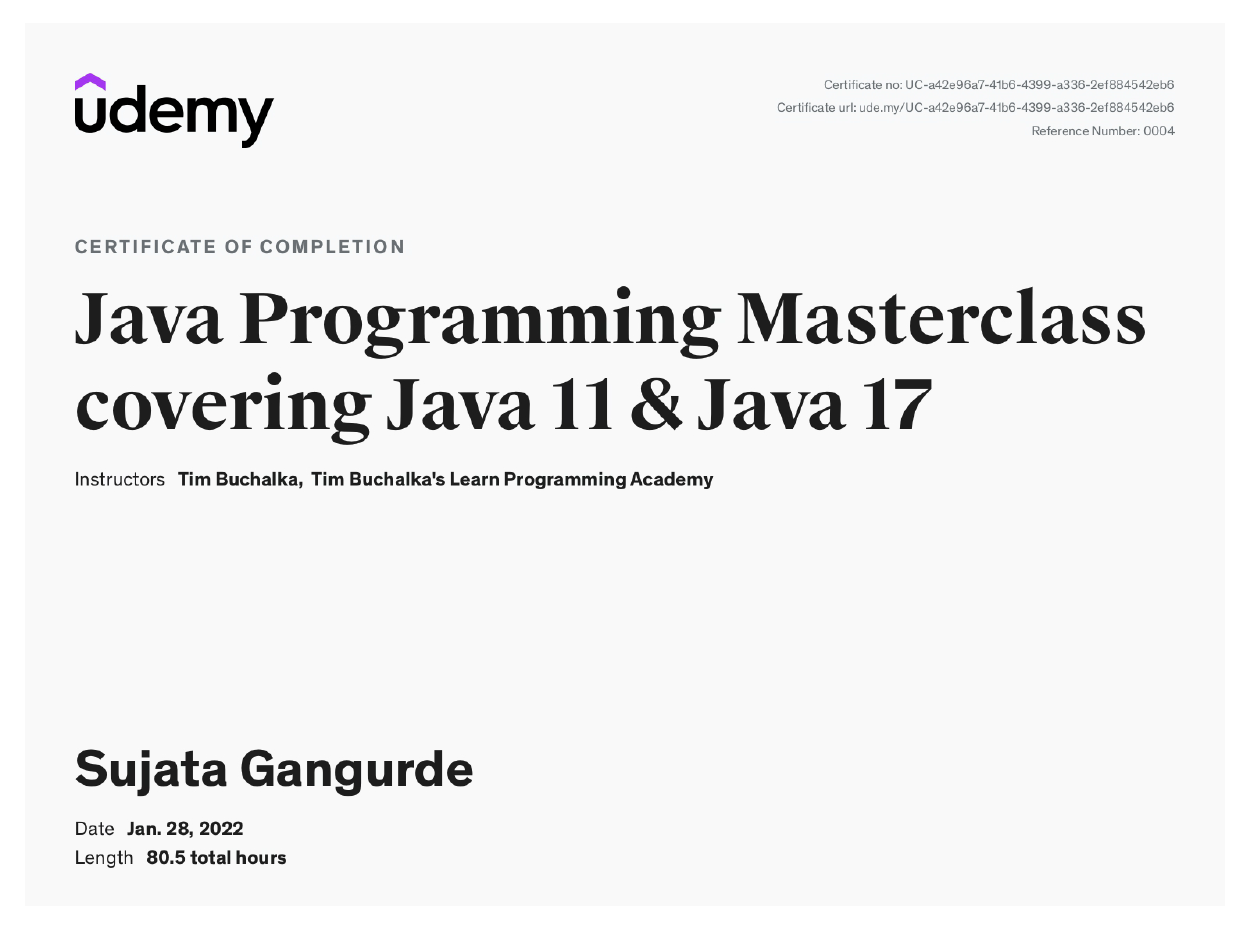 udemy
Certificate no: UC-a42e96a7-41b6-4399-a336-2ef884542eb6
Certificate url: ude.my/UC-a42e96a7-41b6-4399-a336-2ef884542eb6
Reference Number: 0004
CERTIFICATE OF COMPLETION
Java Programming Masterclass
covering Java 11 & Java 17
Instructors Tim Buchalka, Tim Buchalka's Learn Programming Academy
Sujata Gangurde
Date Jan. 28, 2022
Length 80.5 total hours